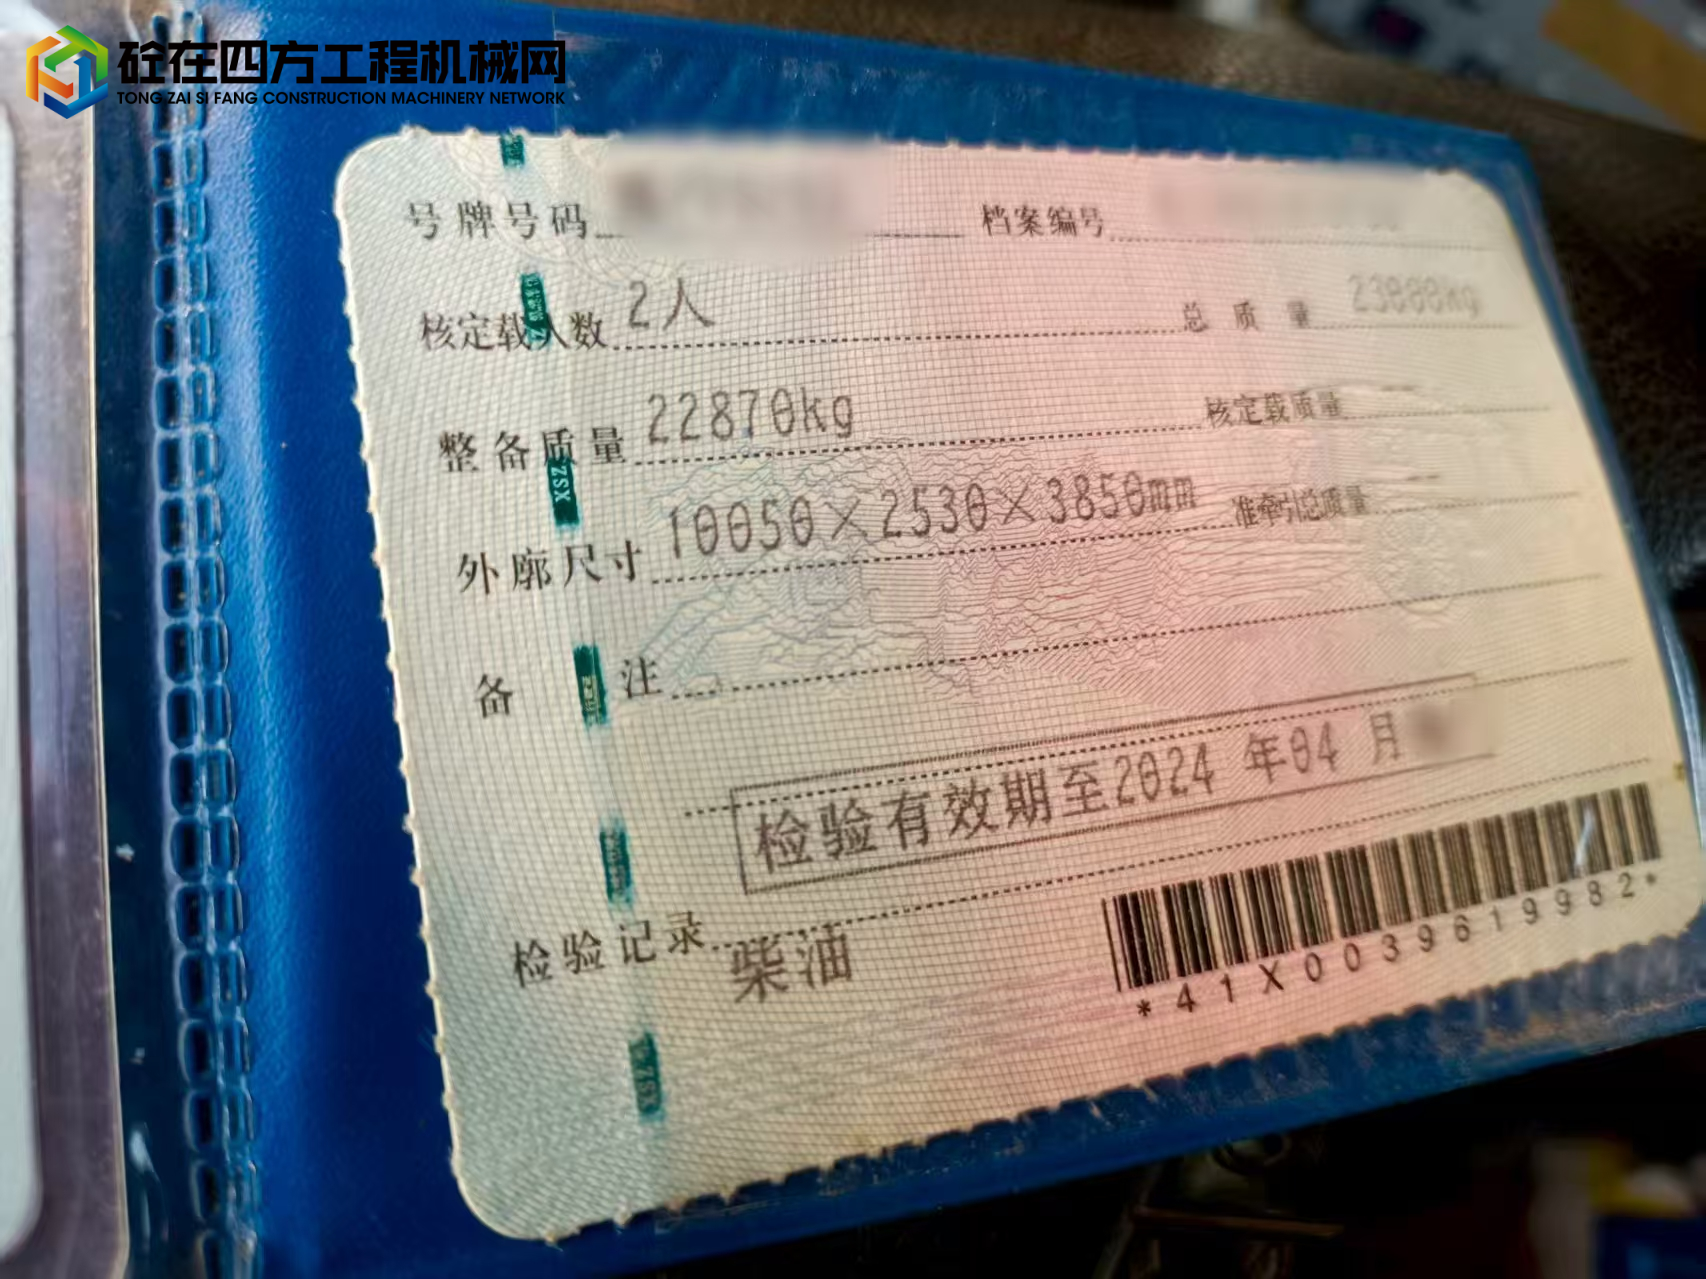 砼在四方工程机械网
TONG ZAI SI FANG CONSTRUCTION MACHINERY NETWORK
号牌号码 档案编号
核定载人数 2人 总质量 23000kg
整备质量 22870kg 核定载质量 --
外廓尺寸 10050×2530×3850mm 准牵引总质量 --
备注
检验有效期至2024年04月
检验记录
柴油
*41X0039619982*
ZSX
ZSX